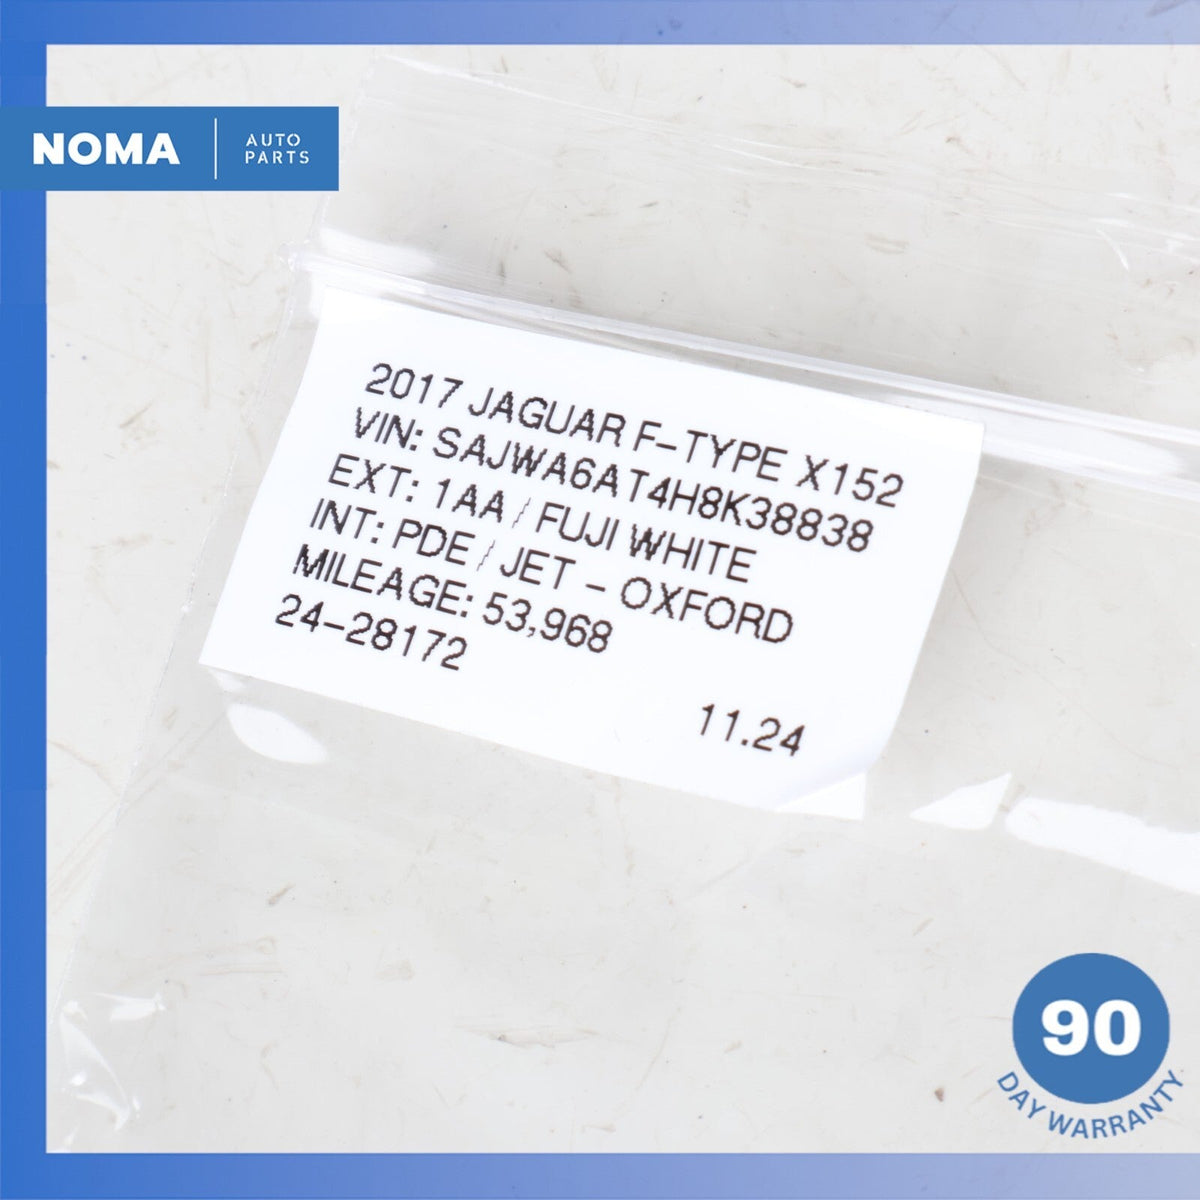 NOMA
AUTO
PARTS
2017 JAGUAR F-TYPE X152
VIN: SAJWA6AT4H8K38838
EXT: 1AA / FUJI WHITE
INT: PDE / JET - OXFORD
MILEAGE: 53,968
24-28172
11.24
90
DAY WARRANTY